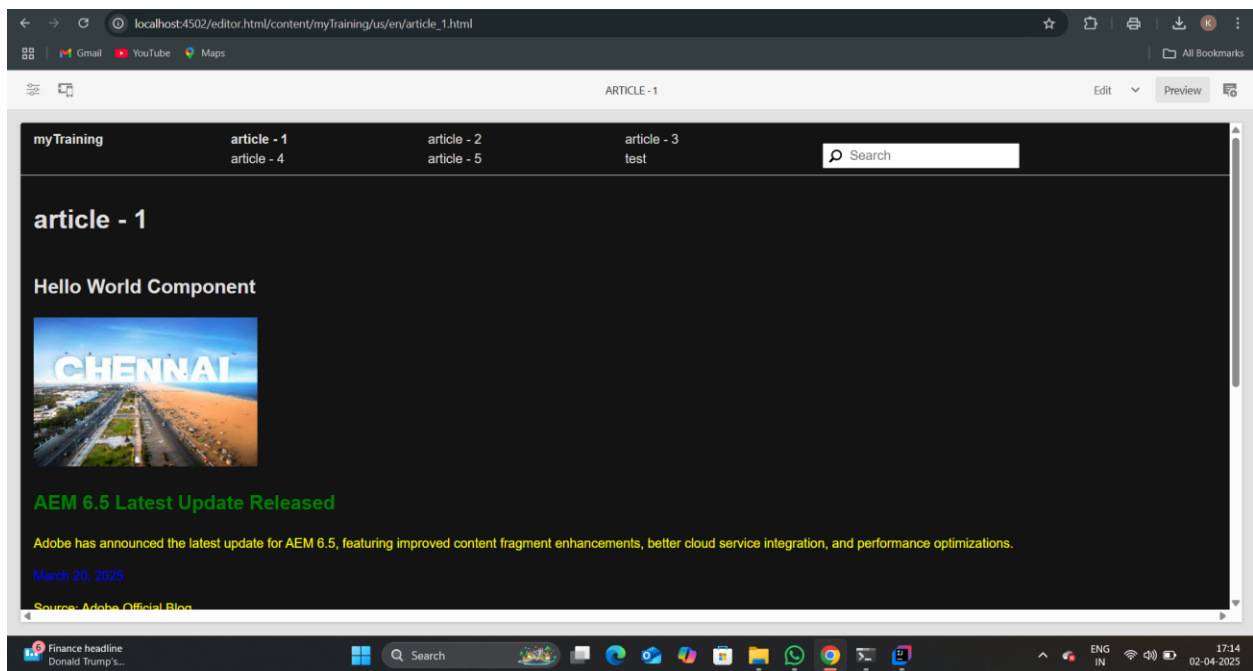 localhost:4502/editor.html/content/myTraining/us/en/article_1.html
K
Gmail YouTube Maps All Bookmarks
ARTICLE - 1 Edit Preview
myTraining article - 1 article - 2 article - 3
article - 4 article - 5 test Search
article - 1
Hello World Component
CHENNAI
AEM 6.5 Latest Update Released
Adobe has announced the latest update for AEM 6.5, featuring improved content fragment enhancements, better cloud service integration, and performance optimizations.
March 20, 2025
Source: Adobe Official Blog
6 Finance headline
Donald Trump's...
Search
ENG
IN
17:14
02-04-2025